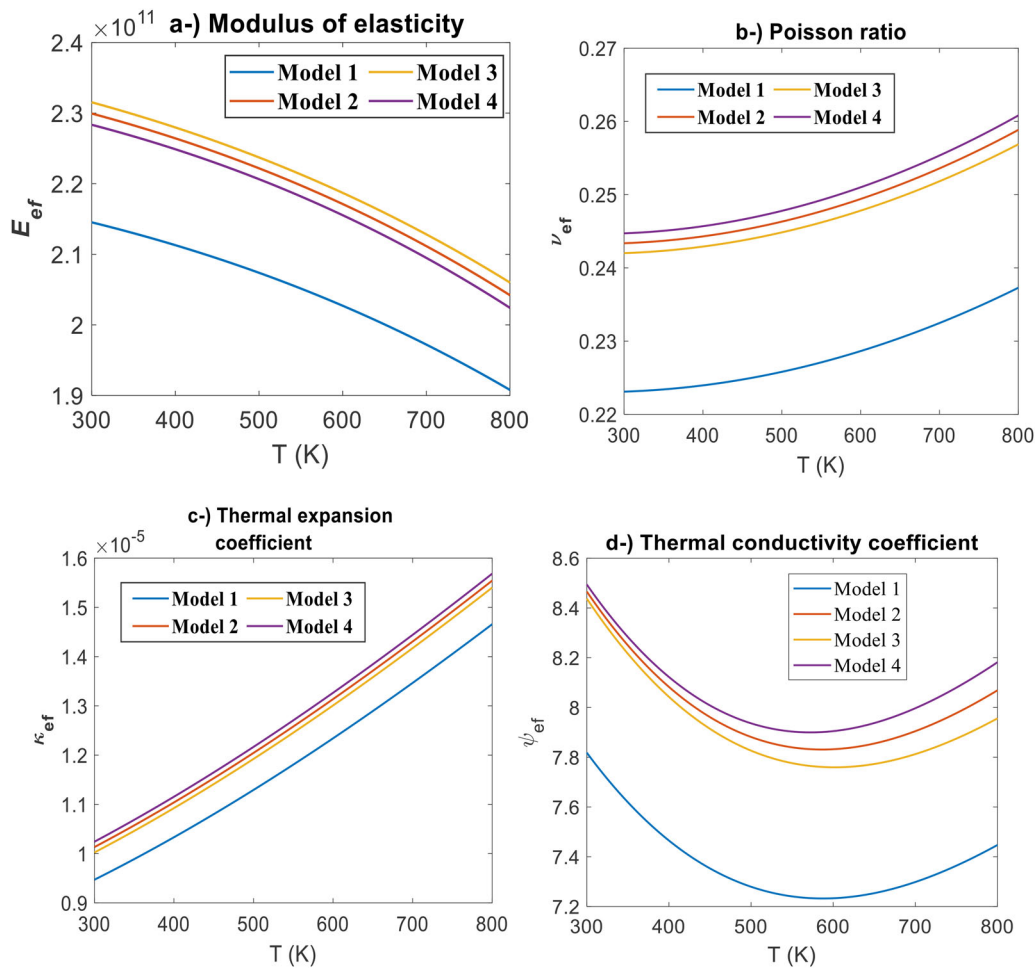 a-) Modulus of elasticity
×10¹¹
2.4
2.3
2.2
2.1
2
1.9
E_ef
Model 1 Model 3
Model 2 Model 4
300 400 500 600 700 800
T (K)
b-) Poisson ratio
0.27
0.26
0.25
0.24
0.23
0.22
ν_ef
Model 1 Model 3
Model 2 Model 4
300 400 500 600 700 800
T (K)
c-) Thermal expansion
coefficient
×10⁻⁵
1.6
1.5
1.4
1.3
1.2
1.1
1
0.9
κ_ef
Model 1 Model 3
Model 2 Model 4
300 400 500 600 700 800
T (K)
d-) Thermal conductivity coefficient
8.6
8.4
8.2
8
7.8
7.6
7.4
7.2
ψ_ef
Model 1
Model 2
Model 3
Model 4
300 400 500 600 700 800
T (K)